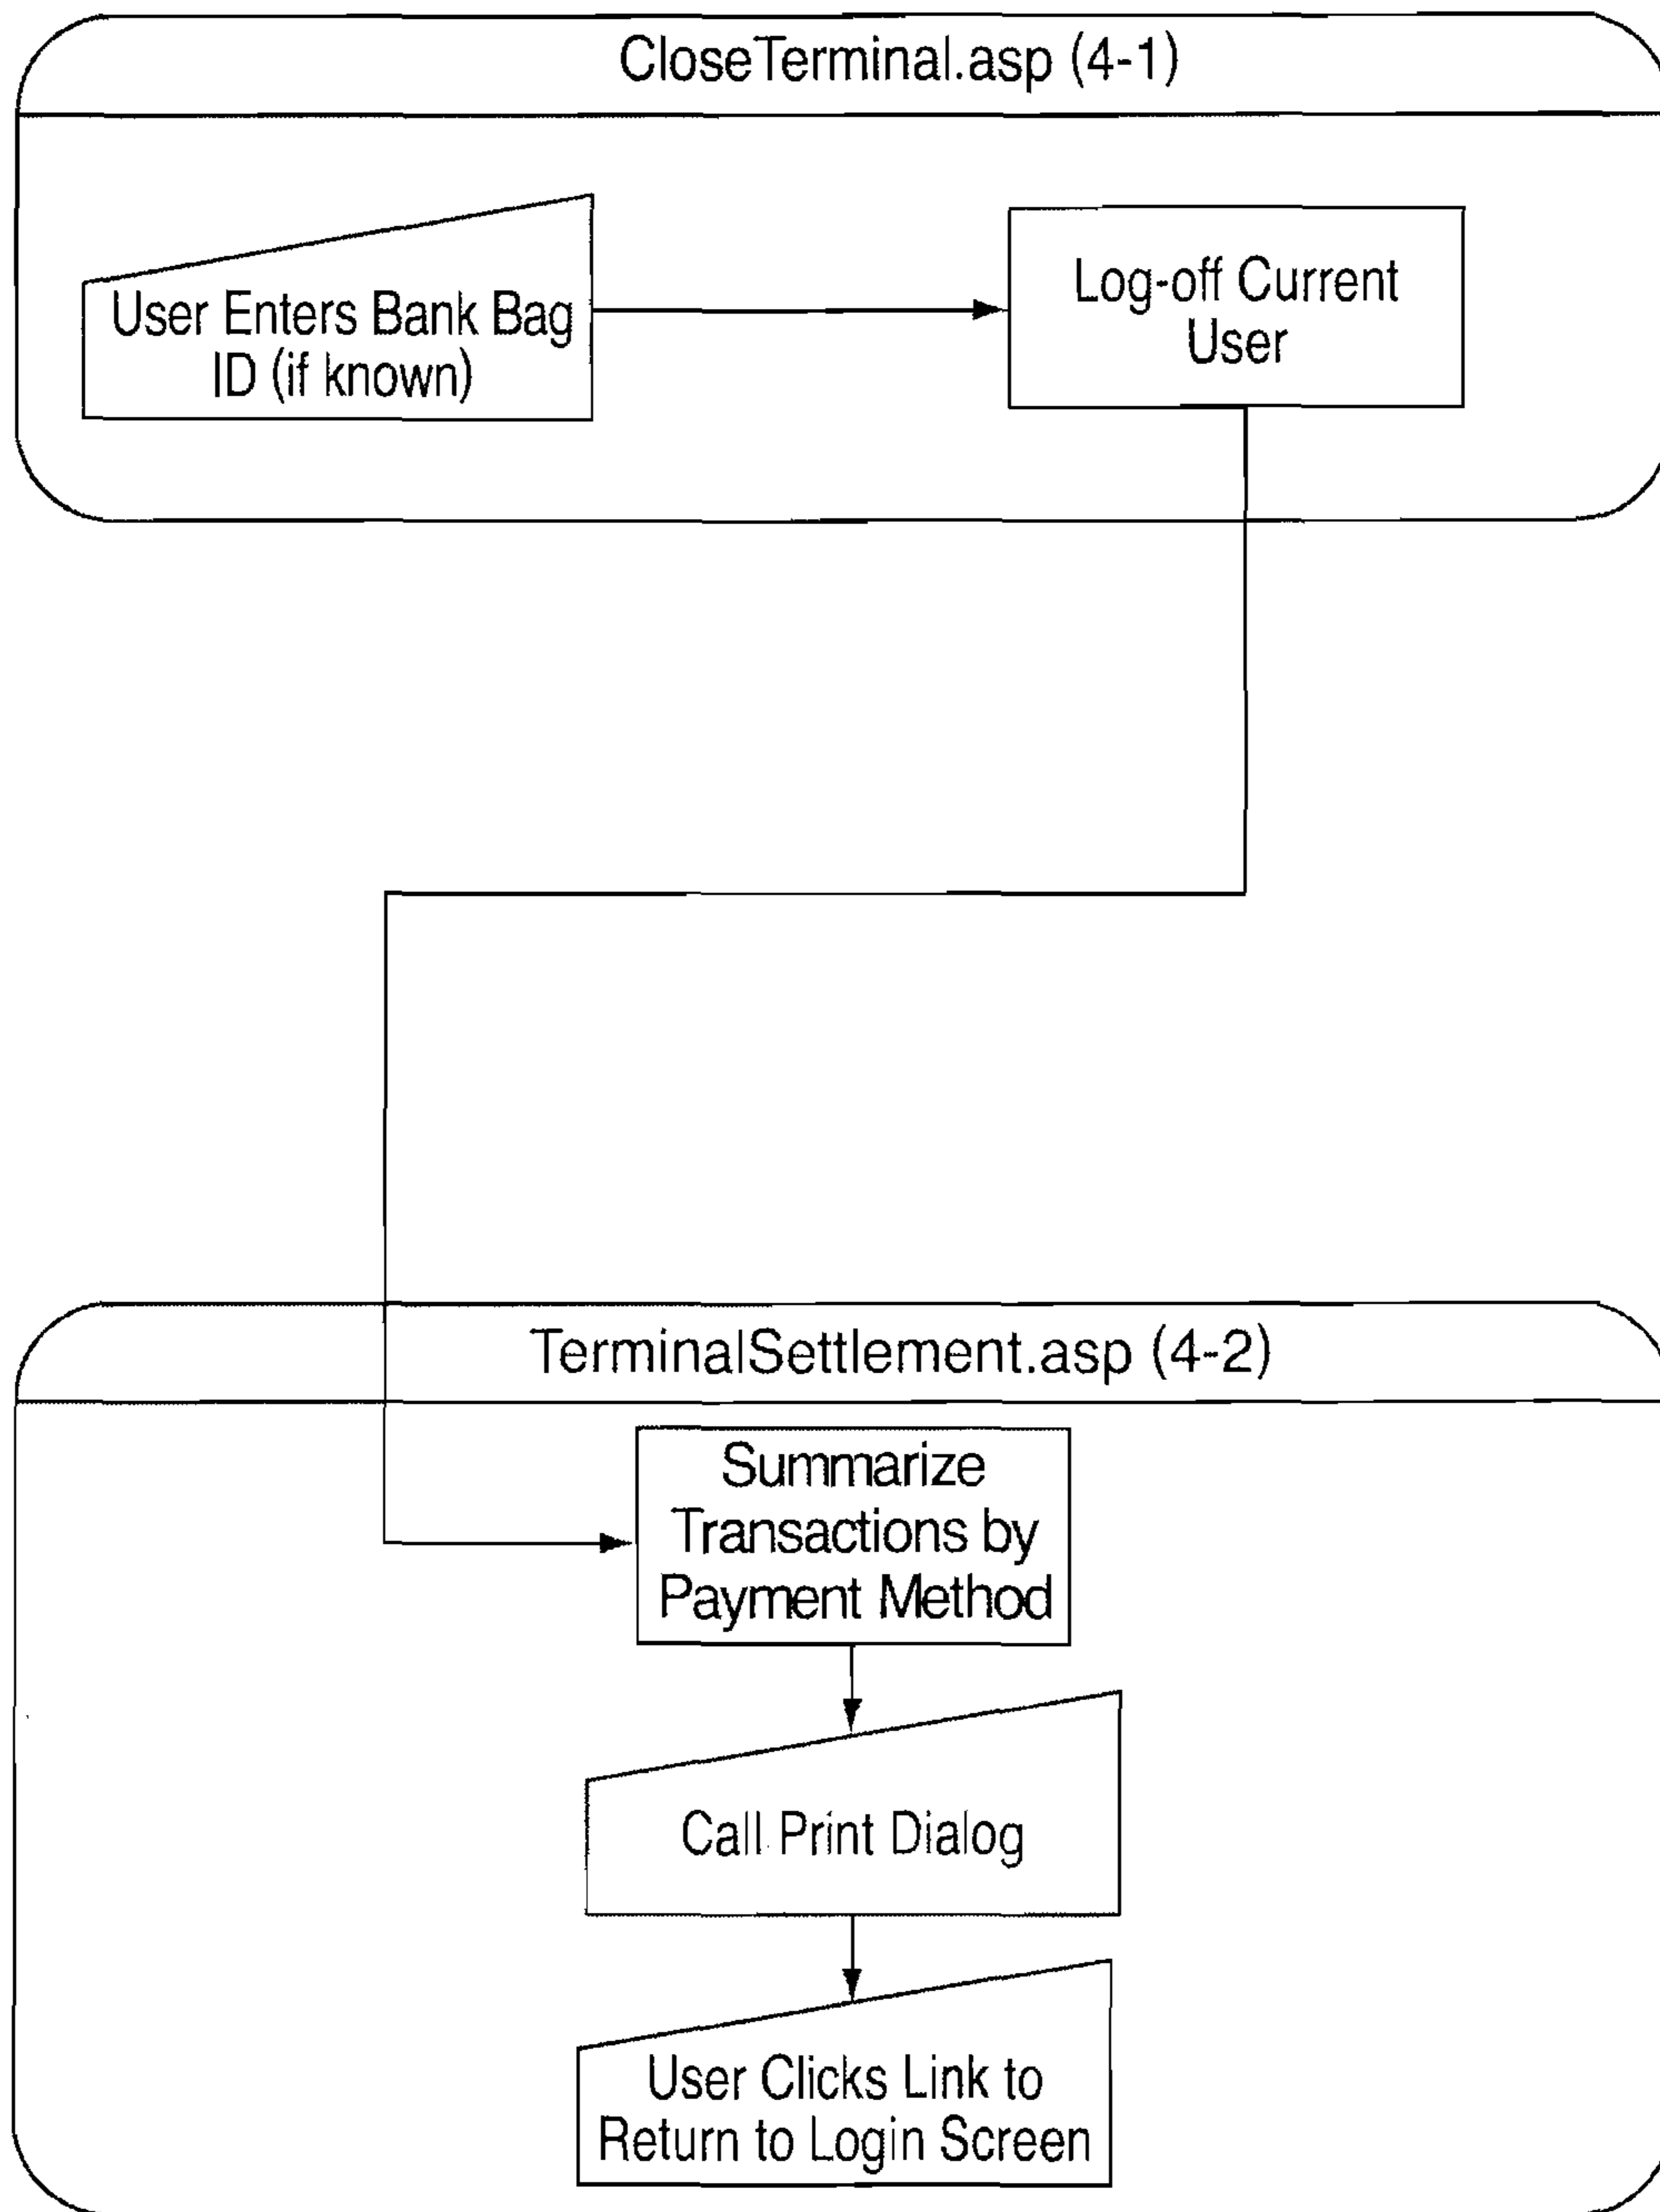 CloseTerminal.asp (4-1)
User Enters Bank Bag
ID (if known)
Log-off Current
User
TerminalSettlement.asp (4-2)
Summarize
Transactions by
Payment Method
Call Print Dialog
User Clicks Link to
Return to Login Screen